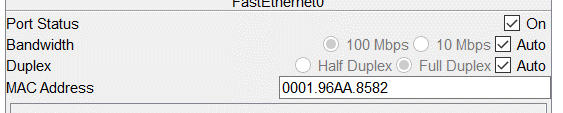 FastEthernet0
Port Status On
Bandwidth 100 Mbps 10 Mbps Auto
Duplex Half Duplex Full Duplex Auto
MAC Address 0001.96AA.8582